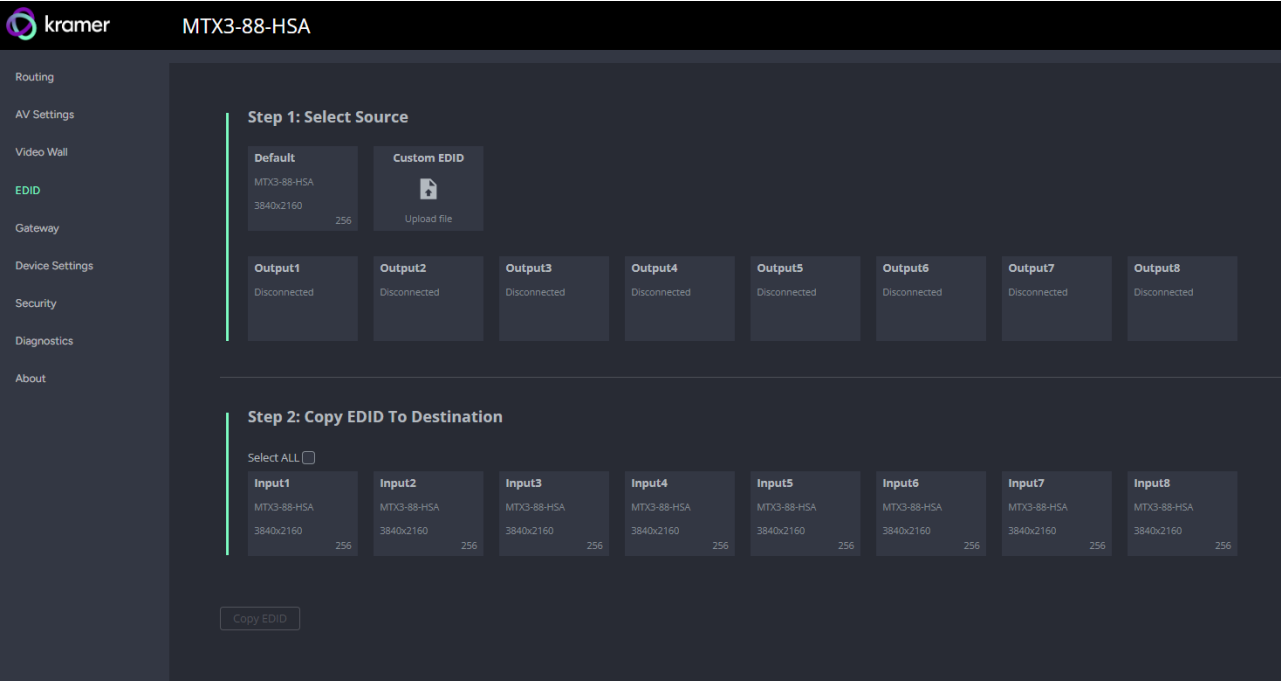 kramer
MTX3-88-HSA
Routing
AV Settings
Video Wall
EDID
Gateway
Device Settings
Security
Diagnostics
About
Step 1: Select Source
Default
MTX3-88-HSA
3840x2160
256
Custom EDID
Upload file
Output1
Disconnected
Output2
Disconnected
Output3
Disconnected
Output4
Disconnected
Output5
Disconnected
Output6
Disconnected
Output7
Disconnected
Output8
Disconnected
Step 2: Copy EDID To Destination
Select ALL
Input1
MTX3-88-HSA
3840x2160
256
Input2
MTX3-88-HSA
3840x2160
256
Input3
MTX3-88-HSA
3840x2160
256
Input4
MTX3-88-HSA
3840x2160
256
Input5
MTX3-88-HSA
3840x2160
256
Input6
MTX3-88-HSA
3840x2160
256
Input7
MTX3-88-HSA
3840x2160
256
Input8
MTX3-88-HSA
3840x2160
256
Copy EDID